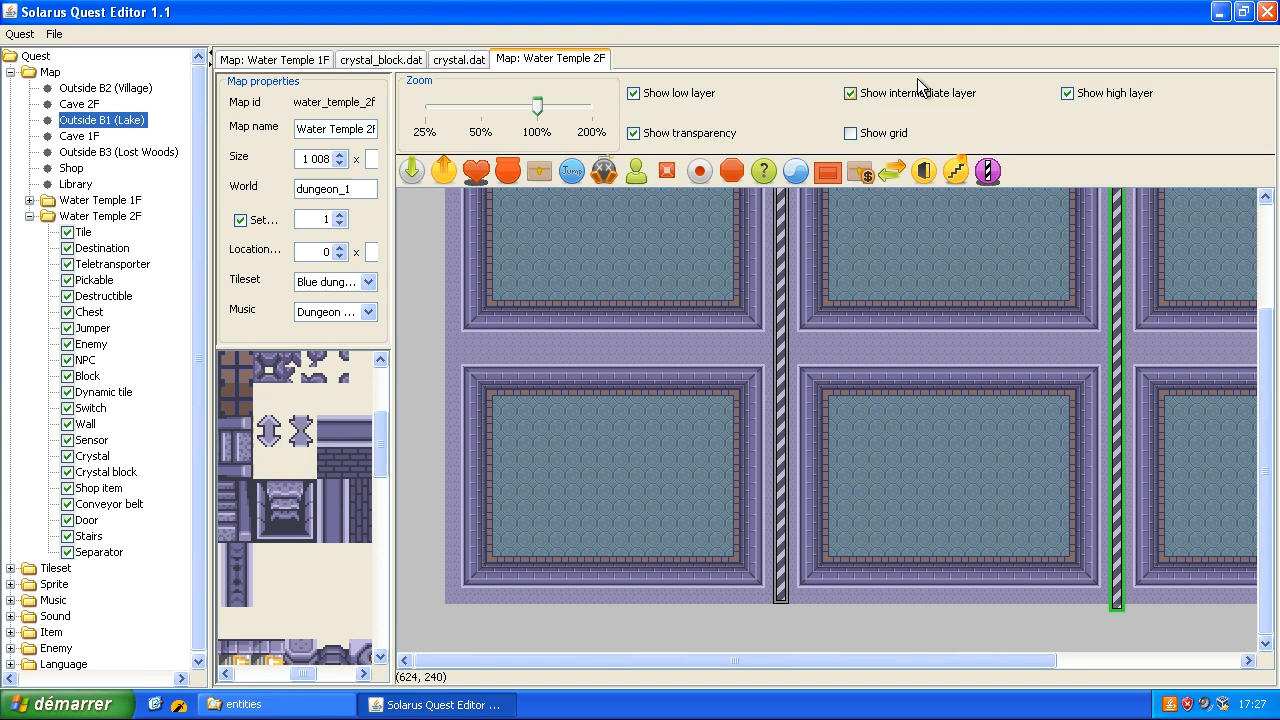 Solarus Quest Editor 1.1
Quest File
Quest
Map
Outside B2 (Village)
Cave 2F
Outside B1 (Lake)
Cave 1F
Outside B3 (Lost Woods)
Shop
Library
Water Temple 1F
Water Temple 2F
Tile
Destination
Teletransporter
Pickable
Destructible
Chest
Jumper
Enemy
NPC
Block
Dynamic tile
Switch
Wall
Sensor
Crystal
Crystal block
Shop item
Conveyor belt
Door
Stairs
Separator
Tileset
Sprite
Music
Sound
Item
Enemy
Language
Map: Water Temple 1F crystal_block.dat crystal.dat Map: Water Temple 2F
Map properties
Map id water_temple_2f
Map name Water Temple 2F
Size 1 008 x
World dungeon_1
Set... 1
Location... 0 x
Tileset Blue dung...
Music Dungeon ...
Zoom
25% 50% 100% 200%
Show low layer Show intermediate layer Show high layer
Show transparency Show grid
Jump ? $
(624, 240)
démarrer entities Solarus Quest Editor ... 17:27